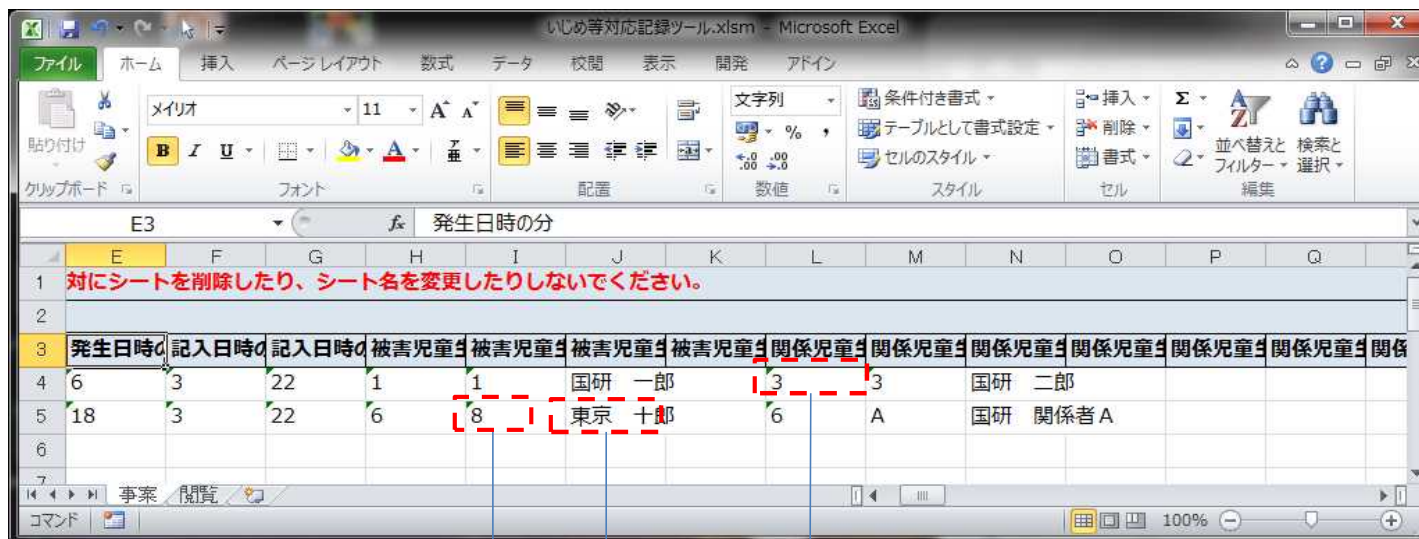 いじめ等対応記録ツール.xlsm - Microsoft Excel
ファイル ホーム 挿入 ページ レイアウト 数式 データ 校閲 表示 開発 アドイン
貼り付け
クリップボード
メイリオ 11
B I U
フォント
配置
文字列
% ,
数値
条件付き書式
テーブルとして書式設定
セルのスタイル
スタイル
挿入
削除
書式
セル
Σ
並べ替えと フィルター
検索と 選択
編集
E3 fx 発生日時の分
E F G H I J K L M N O P Q
1 対にシートを削除したり、シート名を変更したりしないでください。
2
3 発生日時の 記入日時の 記入日時の 被害児童生 被害児童生 被害児童生 被害児童生 関係児童生 関係児童生 関係児童生 関係児童生 関係児童生 関係児童生 関係
4 6 3 22 1 1 国研 一郎 3 3 国研 二郎
5 18 3 22 6 8 東京 十郎 6 A 国研 関係者A
6
7
事案 閲覧
コマンド 100%